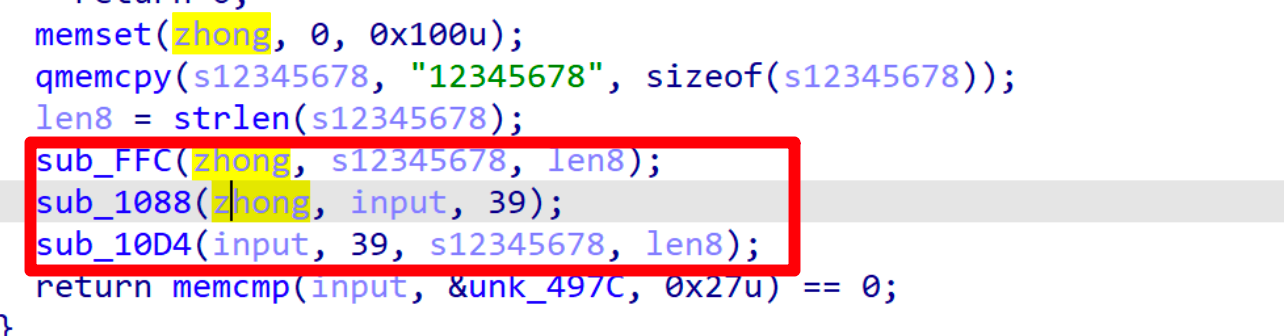 memset(zhong, 0, 0x100u);
qmemcpy(s12345678, "12345678", sizeof(s12345678));
len8 = strlen(s12345678);
sub_FFC(zhong, s12345678, len8);
sub_1088(zhong, input, 39);
sub_10D4(input, 39, s12345678, len8);
return memcmp(input, &unk_497C, 0x27u) == 0;
}